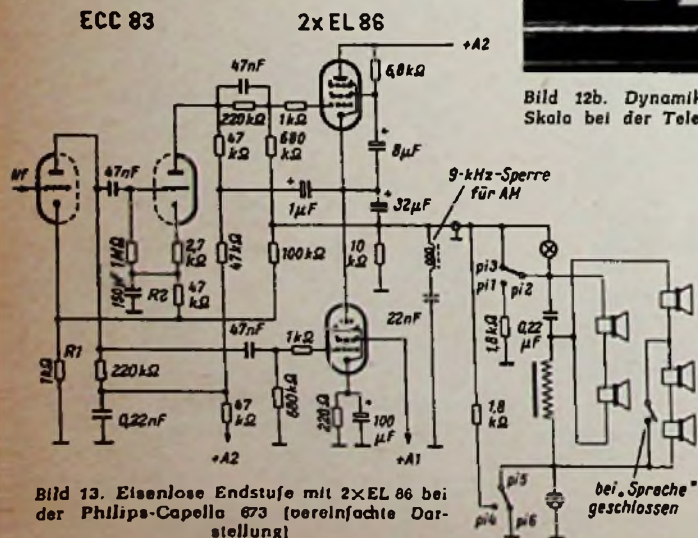 ECC 83
2x EL 86
+A2
47nF
6,8kΩ
220kΩ
1kΩ
47
kΩ
680
kΩ
8µF
Bild 12b. Dynamik
Skala bei der Tele
Nf
47nF
1µF
9-kHz-Sperre
für AM
32µF
1MΩ
2,7
kΩ
150pF
R2
47
kΩ
47kΩ
100kΩ
10
kΩ
pi3
pi1
pi2
22nF
1,8kΩ
0,22
µF
47nF
1kΩ
R1
1kΩ
220kΩ
680kΩ
220Ω
100
µF
1,8
kΩ
0,22nF
47
kΩ
+A2
+A1
pi5
pi4
pi6
bei „Sprache"
geschlossen
Bild 13. Eisenlose Endstufe mit 2×EL 86 bei
der Philips-Capella 673 (vereinfachte Dar-
stellung)